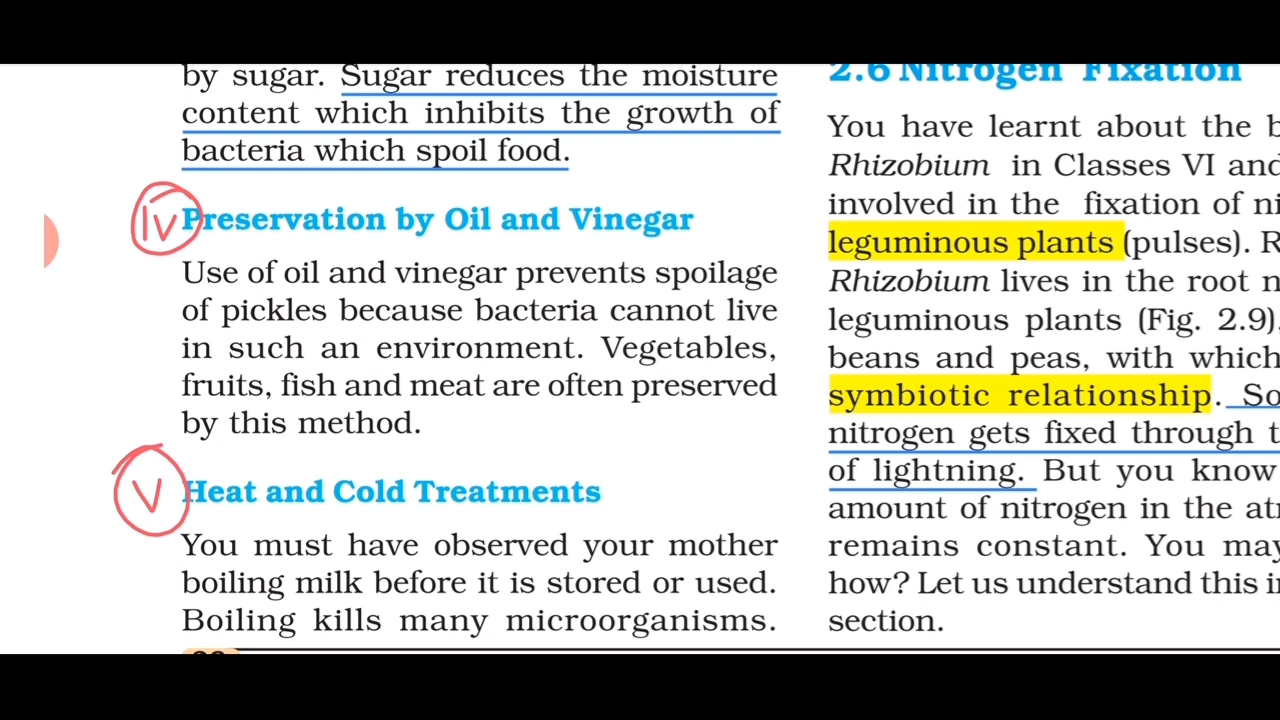 by sugar. Sugar reduces the moisture
content which inhibits the growth of
bacteria which spoil food.
IV
Preservation by Oil and Vinegar
Use of oil and vinegar prevents spoilage
of pickles because bacteria cannot live
in such an environment. Vegetables,
fruits, fish and meat are often preserved
by this method.
V
Heat and Cold Treatments
You must have observed your mother
boiling milk before it is stored or used.
Boiling kills many microorganisms.
2.6 Nitrogen Fixation
You have learnt about the b
Rhizobium in Classes VI and
involved in the fixation of ni
leguminous plants (pulses). R
Rhizobium lives in the root n
leguminous plants (Fig. 2.9),
beans and peas, with which
symbiotic relationship. So
nitrogen gets fixed through t
of lightning. But you know
amount of nitrogen in the at
remains constant. You may
how? Let us understand this i
section.